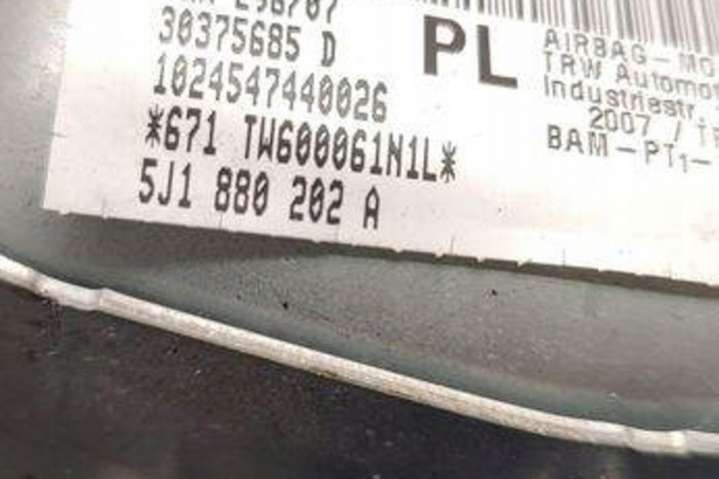 30375685 D
1024547440026
*671 TW600061N1L*
5J1 880 202 A
PL
AIRBAG-MO
TRW Automo
Industriestr.
2007 / T
BAM-PT1-